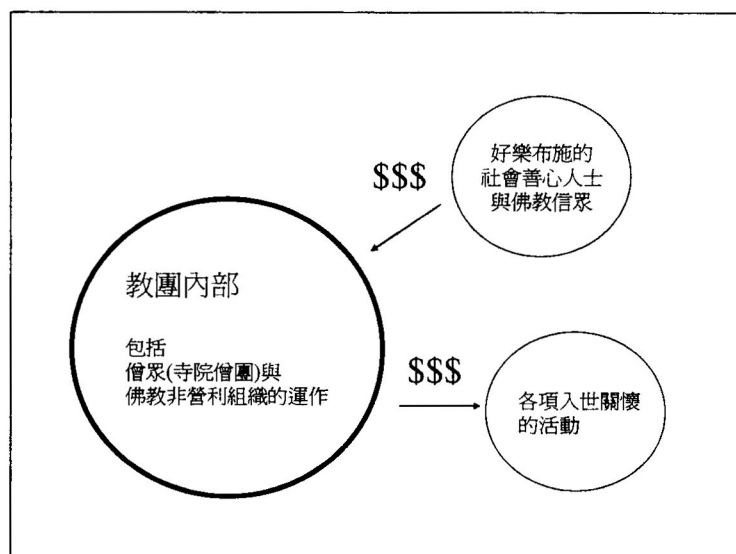 好樂布施的
社會善心人士
與佛教信眾
$$$
教團內部
包括
僧眾(寺院僧團)與
佛教非營利組織的運作
$$$
各項入世關懷
的活動